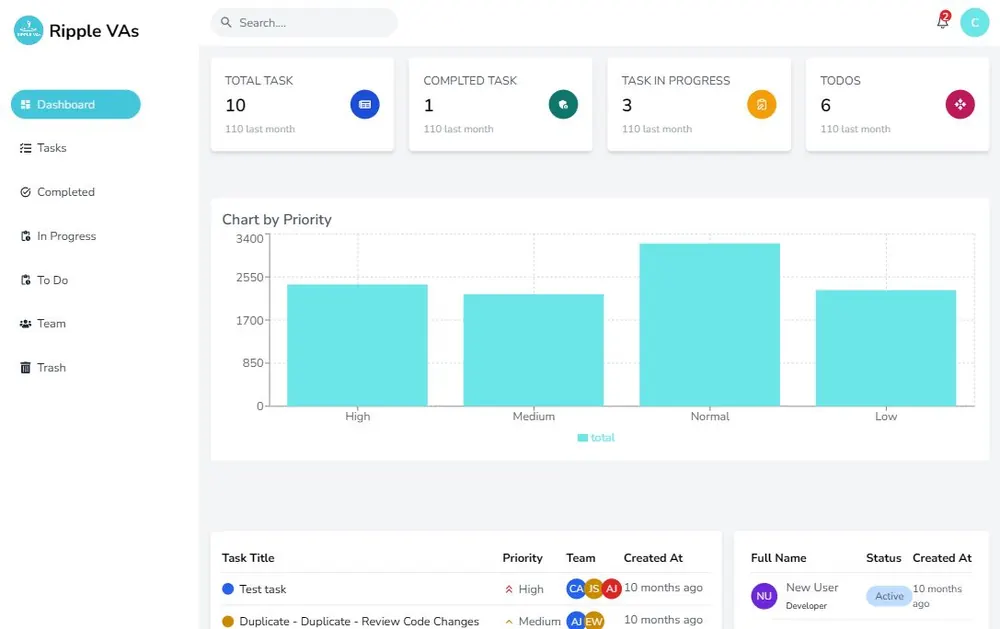 Ripple VAs
Search....
2
C
Dashboard
Tasks
Completed
In Progress
To Do
Team
Trash
TOTAL TASK
10
110 last month
COMPLTED TASK
1
110 last month
TASK IN PROGRESS
3
110 last month
TODOS
6
110 last month
Chart by Priority
3400
2550
1700
850
0
High Medium Normal Low
total
Task Title Priority Team Created At
Test task High CA JS AJ 10 months ago
Duplicate - Duplicate - Review Code Changes Medium AJ EW 10 months ago
Full Name Status Created At
NU New User Active 10 months
Developer ago